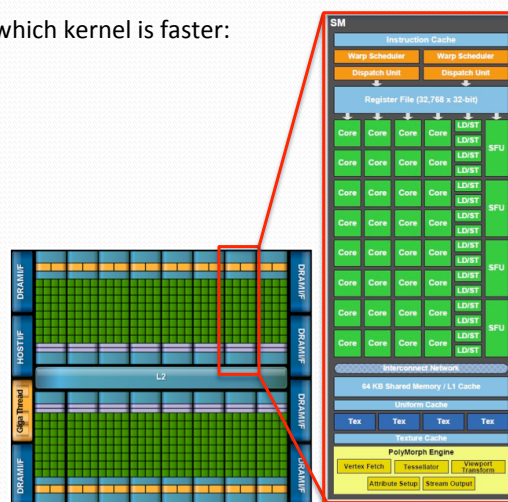 which kernel is faster:
DRAM I/F
HOST I/F
Giga Thread
DRAM I/F
L2
DRAM I/F
DRAM I/F
DRAM I/F
DRAM I/F
SM
Instruction Cache
Warp Scheduler Warp Scheduler
Dispatch Unit Dispatch Unit
Register File (32,768 x 32-bit)
Core Core Core Core LD/ST LD/ST SFU
Core Core Core Core LD/ST LD/ST
Core Core Core Core LD/ST LD/ST SFU
Core Core Core Core LD/ST LD/ST
Core Core Core Core LD/ST LD/ST SFU
Core Core Core Core LD/ST LD/ST
Core Core Core Core LD/ST LD/ST SFU
Core Core Core Core LD/ST LD/ST
Interconnect Network
64 KB Shared Memory / L1 Cache
Uniform Cache
Tex Tex Tex Tex
Texture Cache
PolyMorph Engine
Vertex Fetch Tessellator Viewport Transform
Attribute Setup Stream Output